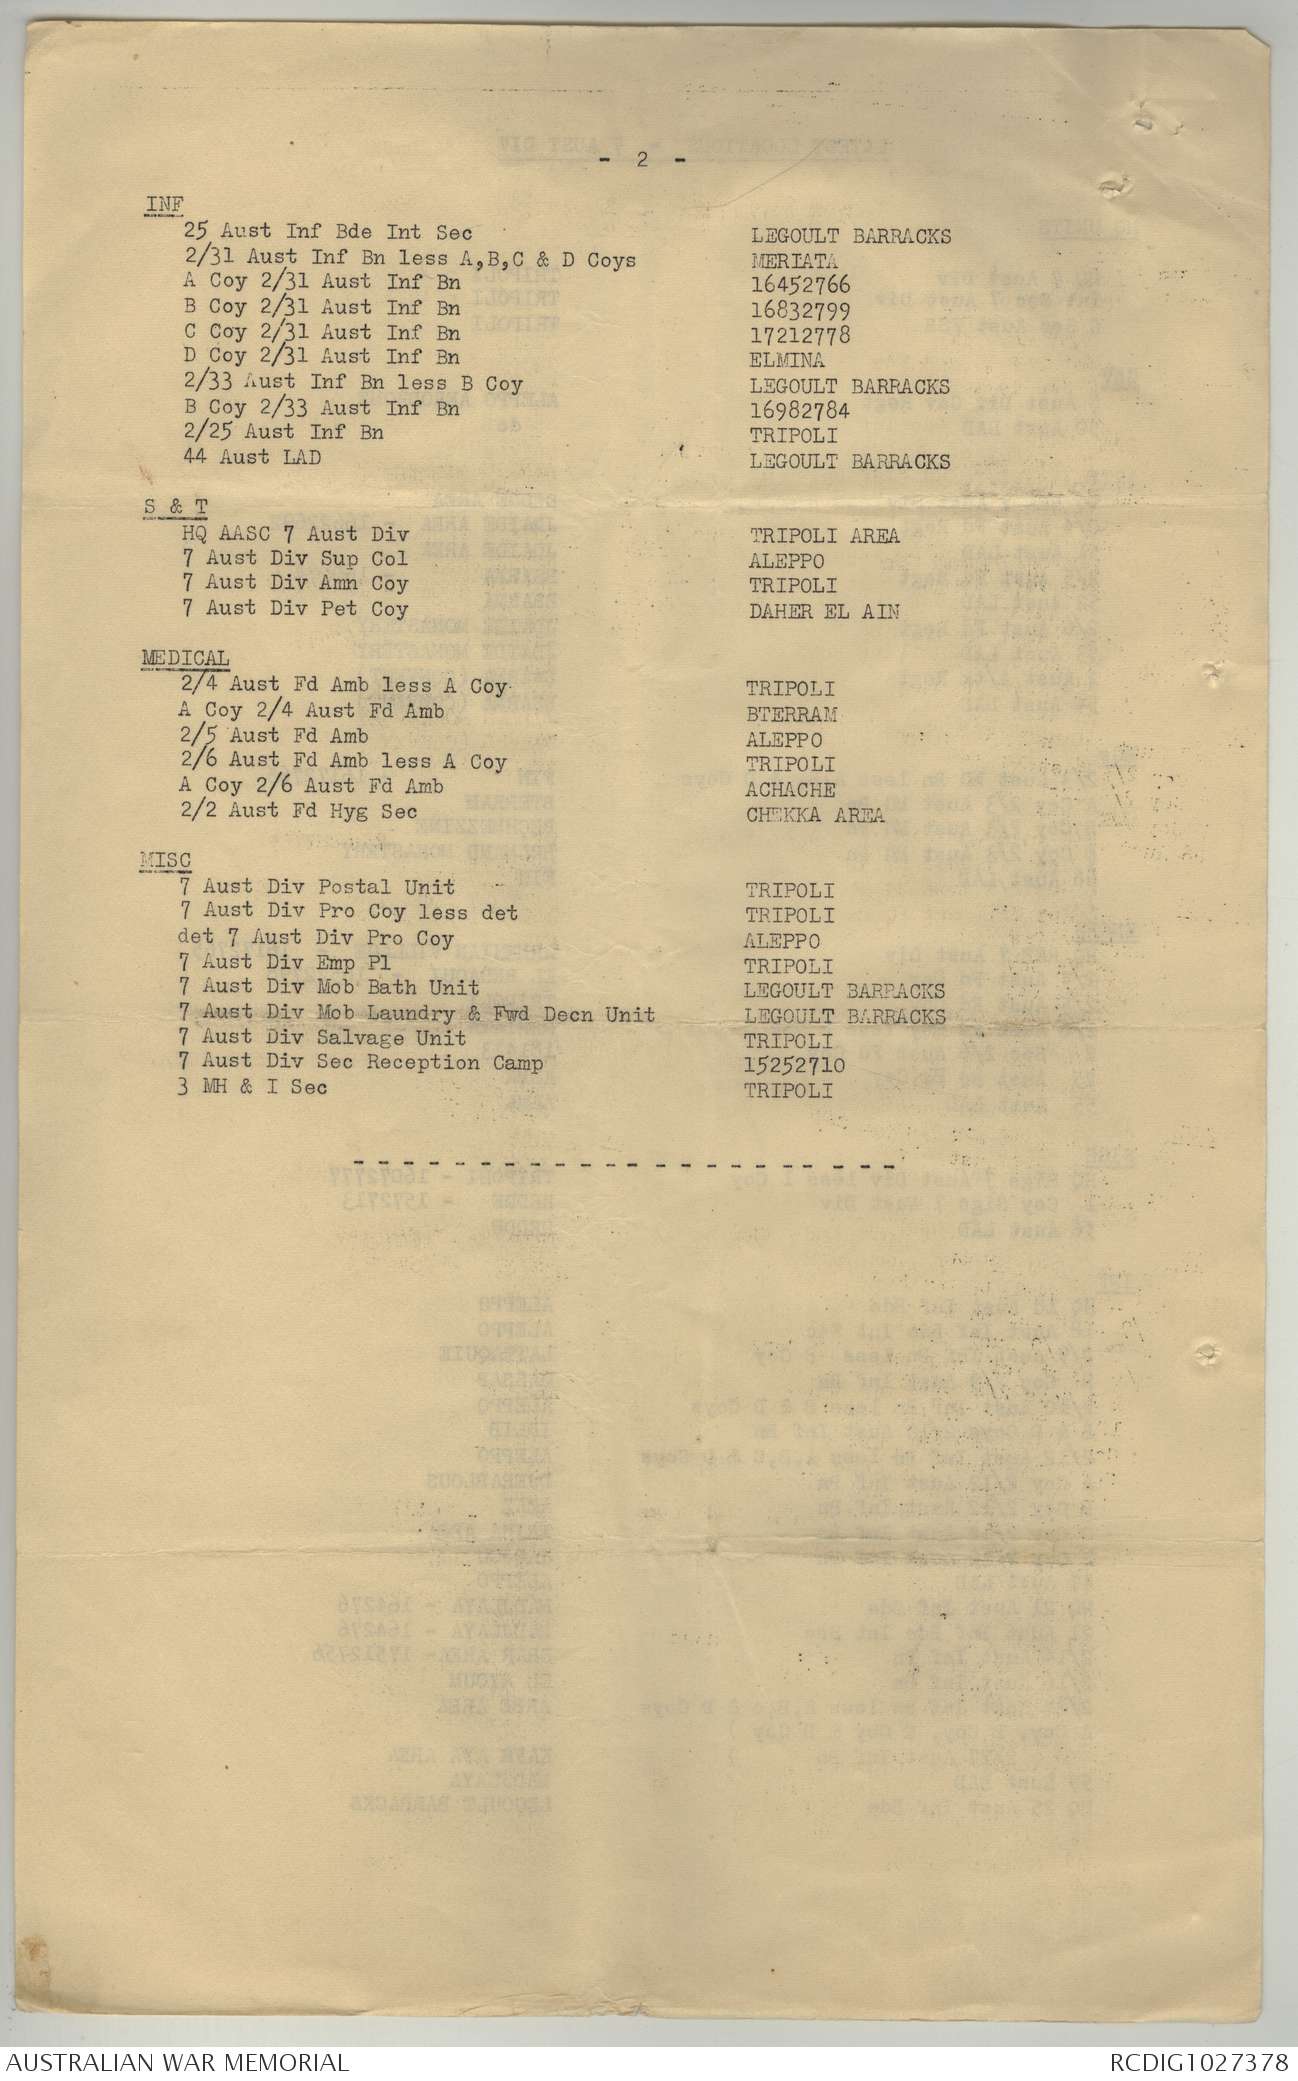 - 2 -
INF
25 Aust Inf Bde Int Sec LEGOULT BARRACKS
2/31 Aust Inf Bn less A,B,C & D Coys MERIATA
A Coy 2/31 Aust Inf Bn 16452766
B Coy 2/31 Aust Inf Bn 16832799
C Coy 2/31 Aust Inf Bn 17212778
D Coy 2/31 Aust Inf Bn ELMINA
2/33 Aust Inf Bn less B Coy LEGOULT BARRACKS
B Coy 2/33 Aust Inf Bn 16982784
2/25 Aust Inf Bn TRIPOLI
44 Aust LAD LEGOULT BARRACKS
S & T
HQ AASC 7 Aust Div TRIPOLI AREA
7 Aust Div Sup Col ALEPPO
7 Aust Div Amn Coy TRIPOLI
7 Aust Div Pet Coy DAHER EL AIN
MEDICAL
2/4 Aust Fd Amb less A Coy TRIPOLI
A Coy 2/4 Aust Fd Amb BTERRAM
2/5 Aust Fd Amb ALEPPO
2/6 Aust Fd Amb less A Coy TRIPOLI
A Coy 2/6 Aust Fd Amb ACHACHE
2/2 Aust Fd Hyg Sec CHEKKA AREA
MISC
7 Aust Div Postal Unit TRIPOLI
7 Aust Div Pro Coy less det TRIPOLI
det 7 Aust Div Pro Coy ALEPPO
7 Aust Div Emp Pl TRIPOLI
7 Aust Div Mob Bath Unit LEGOULT BARRACKS
7 Aust Div Mob Laundry & Fwd Decn Unit LEGOULT BARRACKS
7 Aust Div Salvage Unit TRIPOLI
7 Aust Div Sec Reception Camp 15252710
3 MH & I Sec TRIPOLI
AUSTRALIAN WAR MEMORIAL RCDIG1027378